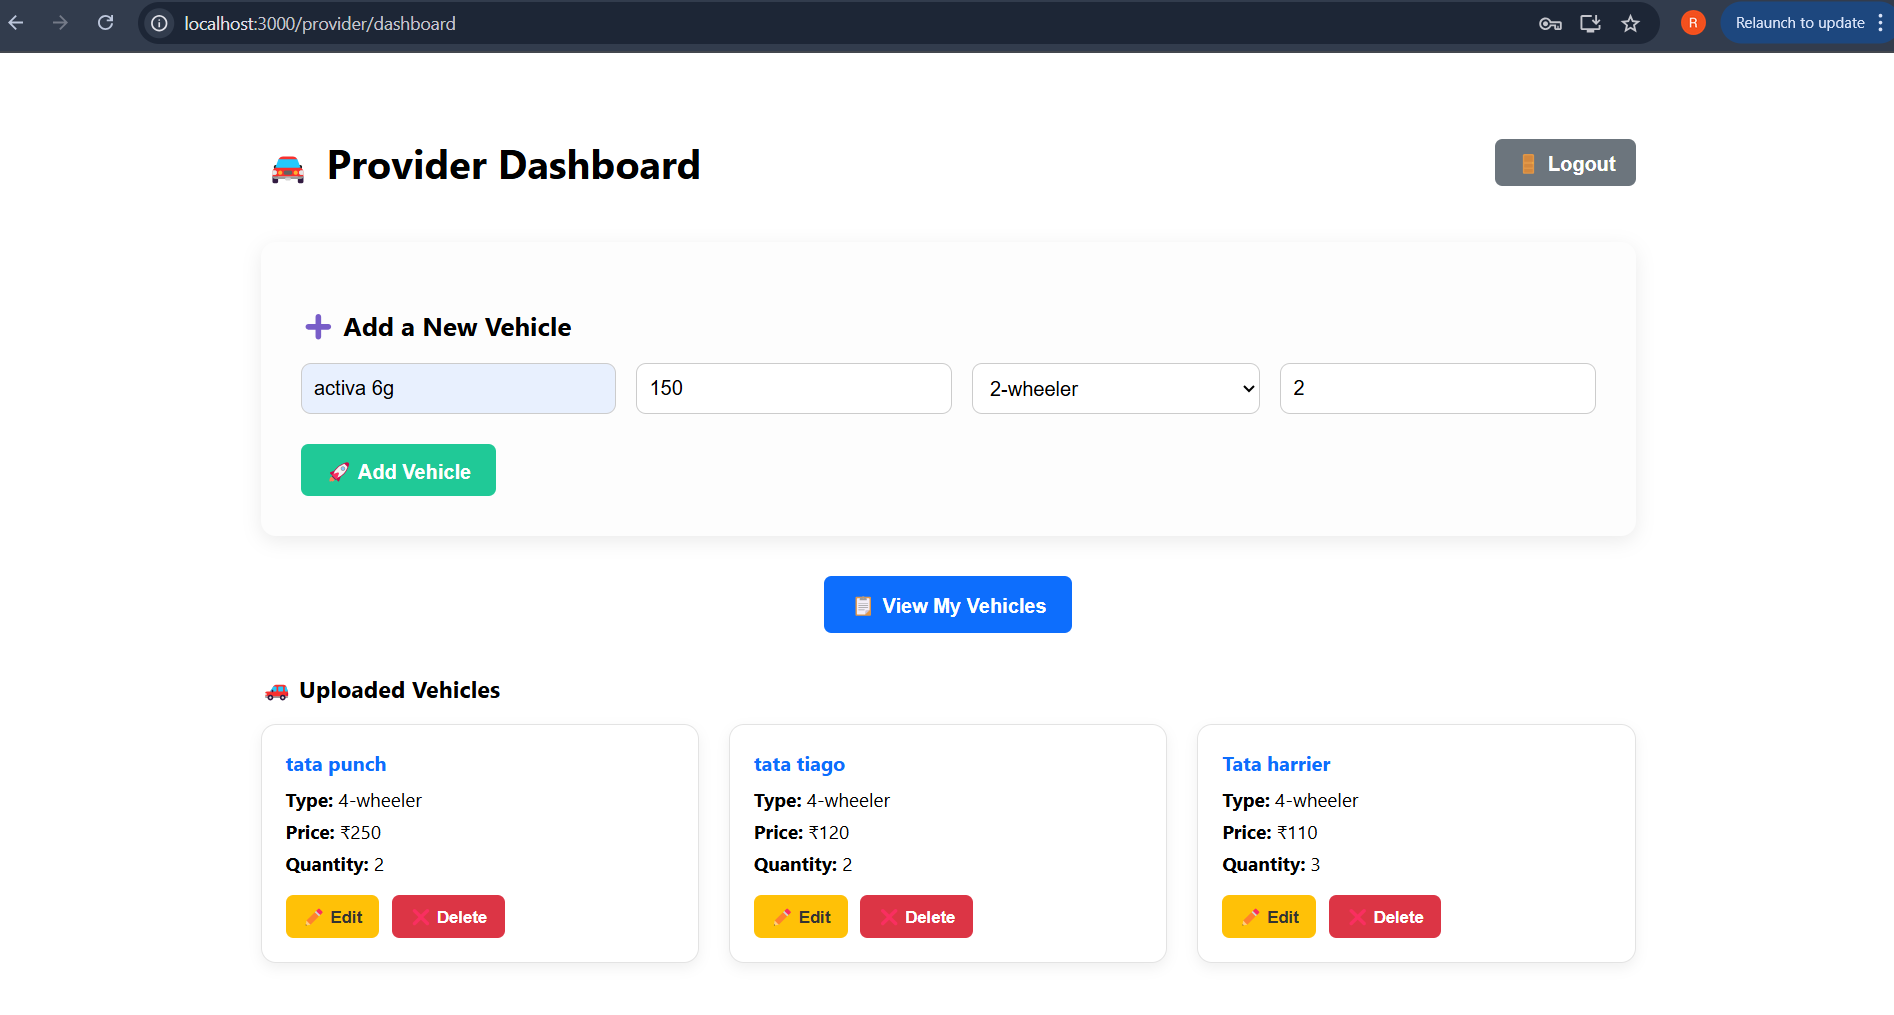 localhost:3000/provider/dashboard
R
Relaunch to update
Provider Dashboard
Logout
Add a New Vehicle
activa 6g
150
2-wheeler
2
Add Vehicle
View My Vehicles
Uploaded Vehicles
tata punch
Type: 4-wheeler
Price: ₹250
Quantity: 2
Edit
Delete
tata tiago
Type: 4-wheeler
Price: ₹120
Quantity: 2
Edit
Delete
Tata harrier
Type: 4-wheeler
Price: ₹110
Quantity: 3
Edit
Delete